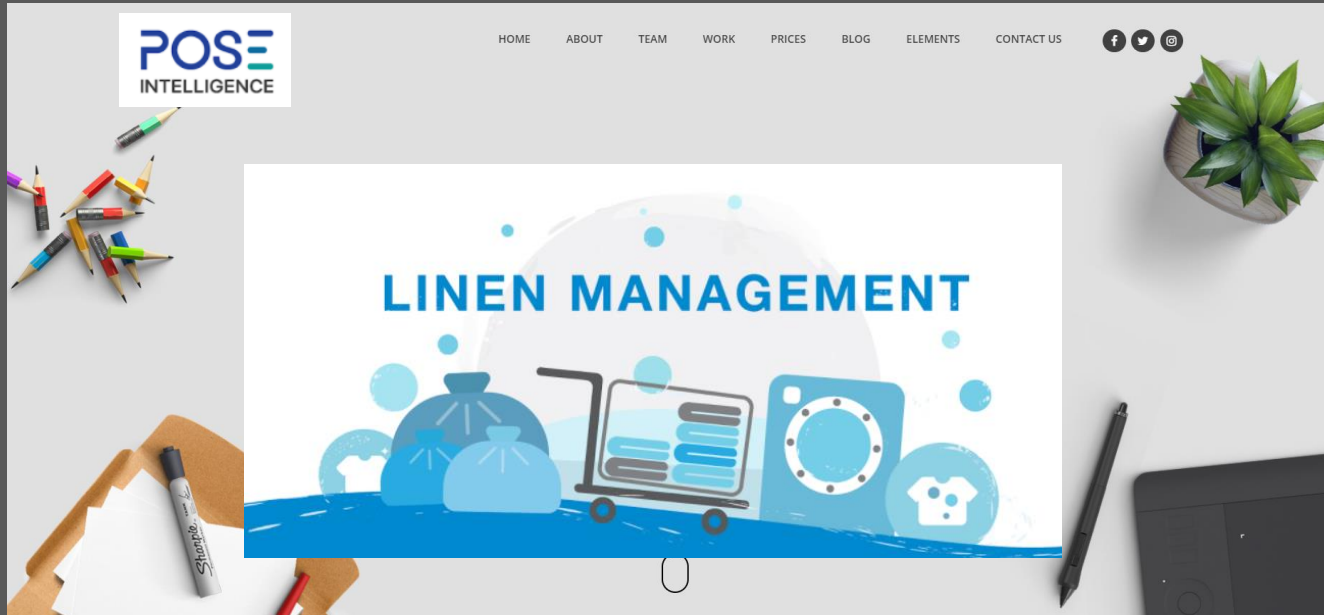 POSE
INTELLIGENCE
HOME ABOUT TEAM WORK PRICES BLOG ELEMENTS CONTACT US
LINEN MANAGEMENT
Sharpie